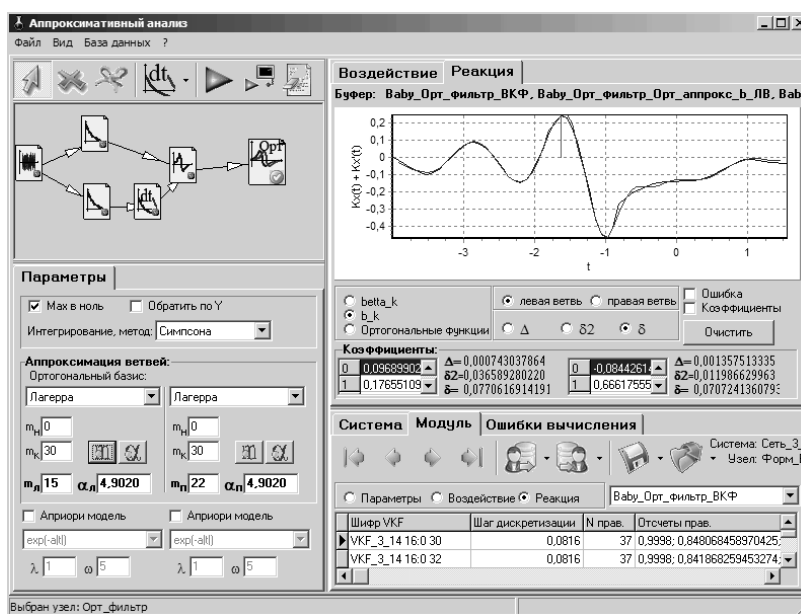 Аппроксимативный анализ
Файл Вид База данных ?
dt
dt
Орт
Параметры
Max в ноль Обратить по Y
Интегрирование, метод: Симпсона
Аппроксимация ветвей:
Ортогональный базис:
Лагерра Лагерра
mн 0 mн 0
mк 30 m α mк 30 m α
mл 15 αл 4,9020 mп 22 αп 4,9020
Априори модель Априори модель
exp(-a|t|) exp(-a|t|)
λ 1 ω 5 λ 1 ω 5
Воздействие Реакция
Буфер: Baby_Орт_фильтр_ВКФ, Baby_Орт_фильтр_Орт_аппрокс_b_ЛВ, Bab
Kx(t) + Kx'(t)
0,2
0,1
0
-0,1
-0,2
-0,3
-0,4
-3 -2 -1 0 1
t
betta_k
b_k
Ортогональные функции
левая ветвь правая ветвь
Δ δ2 δ
Ошибка
Коэффициенты
Очистить
Коэффициенты:
0 0,09689902 Δ= 0,000743037864 0 -0,08442614 Δ= 0,001357513335
δ2=0,036589280220 δ2=0,011986629963
1 0,17655109 δ= 0,0770616914191 1 0,66617555 δ= 0,070724136079
Система Модуль Ошибки вычисления
Система: Сеть_3_
Узел: Форм_
Параметры Воздействие Реакция Baby_Орт_фильтр_ВКФ
Шифр VKF Шаг дискретизации N прав. Отсчеты прав.
VKF_3_14 16:0 30 0,0816 37 0,9998; 0,848068458970425;
VKF_3_14 16:0 32 0,0816 37 0,9998; 0,841868259453274;
Выбран узел: Орт_фильтр